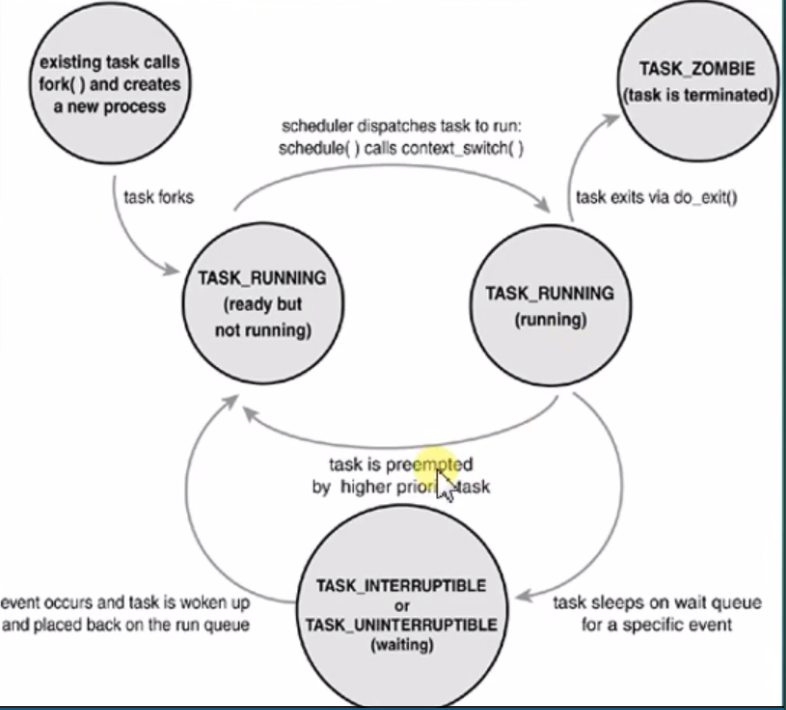 existing task calls
fork( ) and creates
a new process
TASK_ZOMBIE
(task is terminated)
scheduler dispatches task to run:
schedule( ) calls context_switch( )
task forks
task exits via do_exit()
TASK_RUNNING
(ready but
not running)
TASK_RUNNING
(running)
task is preempted
by higher task
TASK_INTERRUPTIBLE
or
TASK_UNINTERRUPTIBLE
(waiting)
event occurs and task is woken up
and placed back on the run queue
task sleeps on wait queue
for a specific event